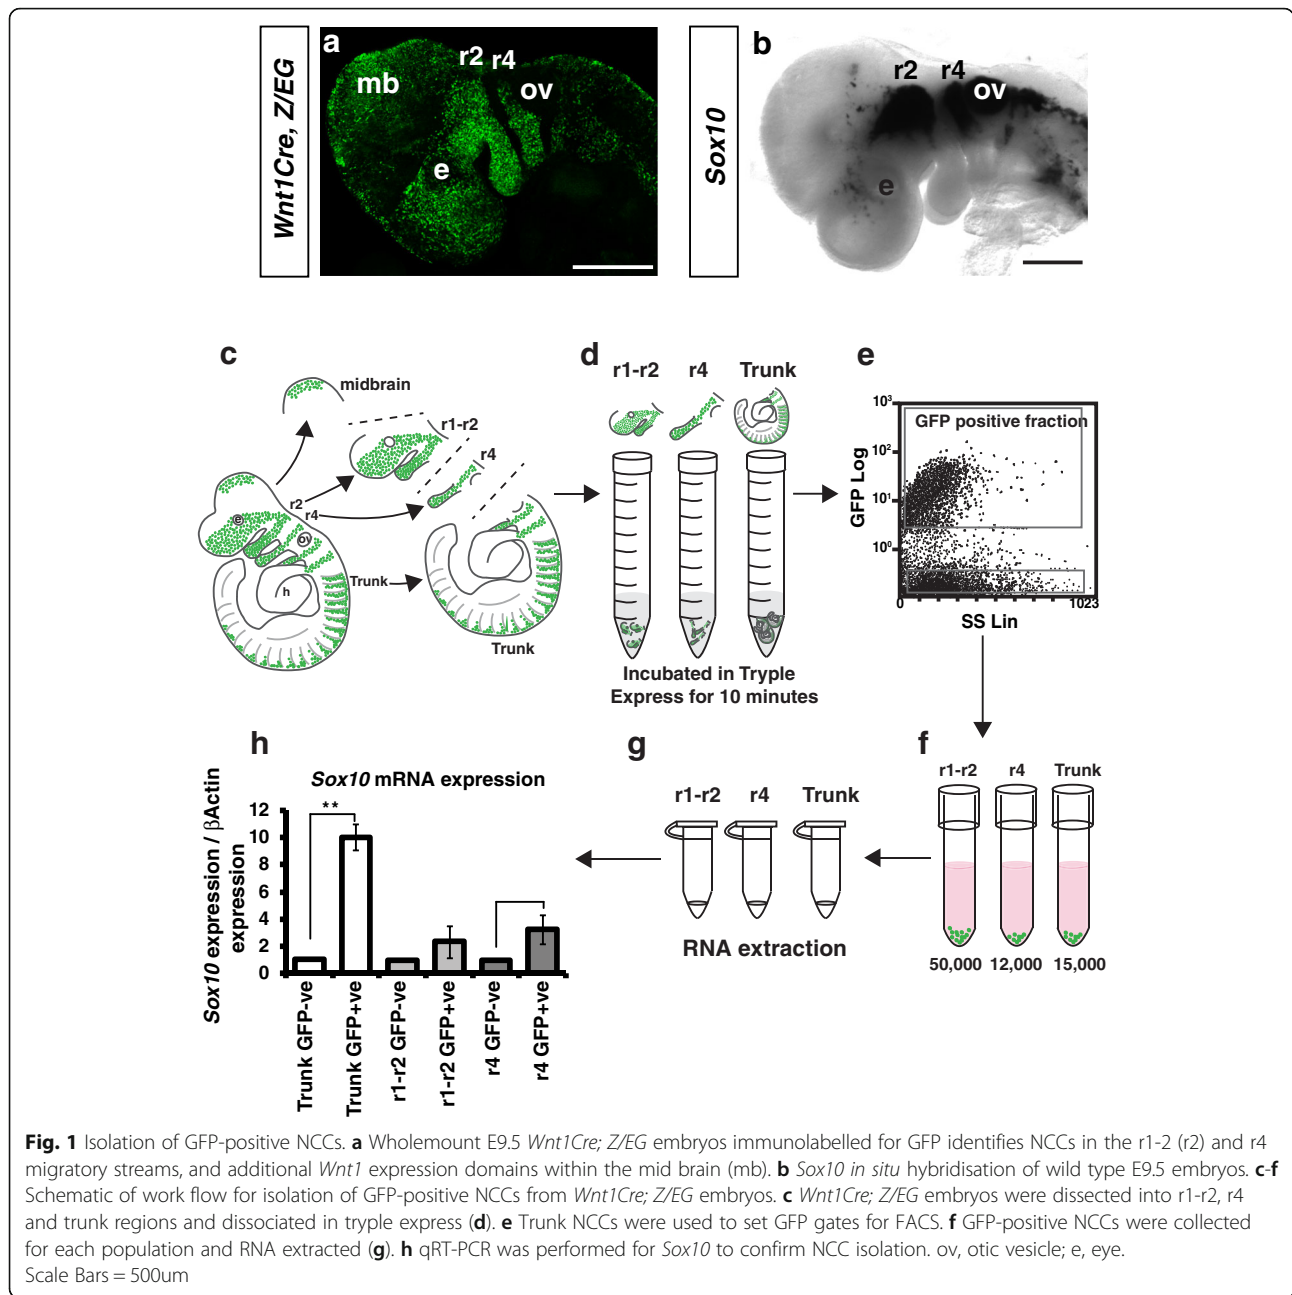 Wnt1Cre, Z/EG
a
mb
r2 r4
ov
e
Sox10
b
r2
r4
ov
e
c
midbrain
r1-r2
r4
r2
r4
e
ov
h
Trunk
Trunk
d
r1-r2 r4 Trunk
Incubated in Tryple
Express for 10 minutes
e
GFP Log
10³
10²
10¹
10⁰
GFP positive fraction
0 1023
SS Lin
f
r1-r2 r4 Trunk
50,000 12,000 15,000
g
r1-r2 r4 Trunk
RNA extraction
h
Sox10 mRNA expression
Sox10 expression / βActin
expression
12
10
8
6
4
2
0
**
Trunk GFP-ve
Trunk GFP+ve
r1-r2 GFP-ve
r1-r2 GFP+ve
r4 GFP-ve
r4 GFP+ve
Fig. 1 Isolation of GFP-positive NCCs. a Wholemount E9.5 Wnt1Cre; Z/EG embryos immunolabelled for GFP identifies NCCs in the r1-2 (r2) and r4
migratory streams, and additional Wnt1 expression domains within the mid brain (mb). b Sox10 in situ hybridisation of wild type E9.5 embryos. c-f
Schematic of work flow for isolation of GFP-positive NCCs from Wnt1Cre; Z/EG embryos. c Wnt1Cre; Z/EG embryos were dissected into r1-r2, r4
and trunk regions and dissociated in tryple express (d). e Trunk NCCs were used to set GFP gates for FACS. f GFP-positive NCCs were collected
for each population and RNA extracted (g). h qRT-PCR was performed for Sox10 to confirm NCC isolation. ov, otic vesicle; e, eye.
Scale Bars = 500um